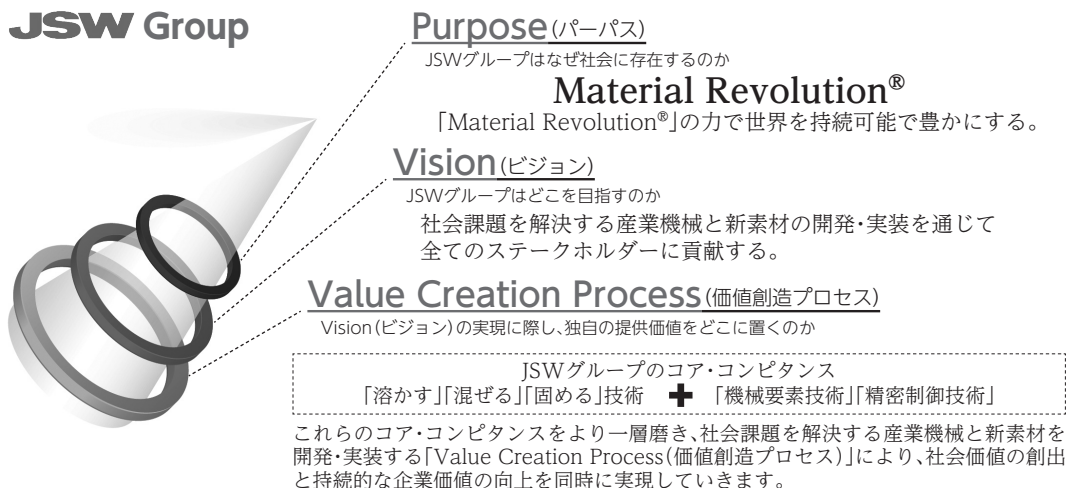 JSW Group
Purpose(パーパス)
JSWグループはなぜ社会に存在するのか
Material Revolution®
「Material Revolution®」の力で世界を持続可能で豊かにする。
Vision(ビジョン)
JSWグループはどこを目指すのか
社会課題を解決する産業機械と新素材の開発・実装を通じて
全てのステークホルダーに貢献する。
Value Creation Process(価値創造プロセス)
Vision(ビジョン)の実現に際し、独自の提供価値をどこに置くのか
JSWグループのコア・コンピタンス
「溶かす」「混ぜる」「固める」技術 ✚ 「機械要素技術」「精密制御技術」
これらのコア・コンピタンスをより一層磨き、社会課題を解決する産業機械と新素材を
開発・実装する「Value Creation Process(価値創造プロセス)」により、社会価値の創出
と持続的な企業価値の向上を同時に実現していきます。